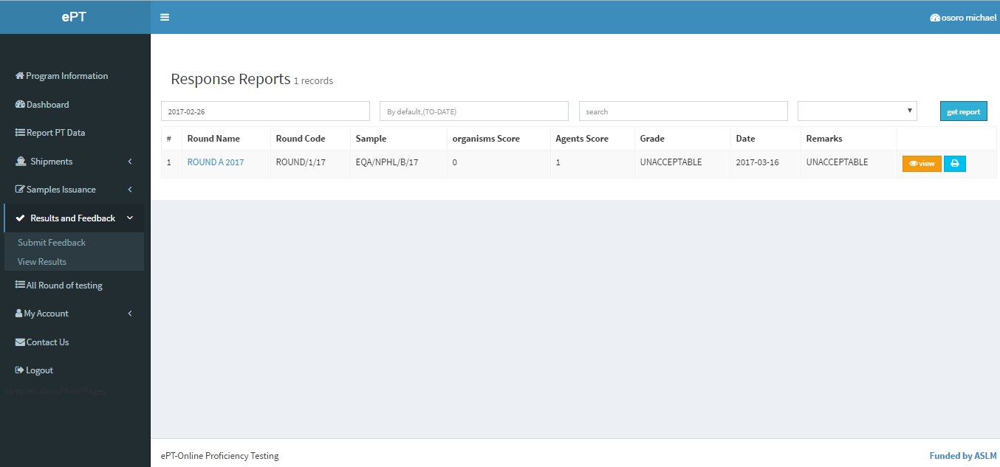 ePT
osoro michael
Program Information
Dashboard
Report PT Data
Shipments
Samples Issuance
Results and Feedback
Submit Feedback
View Results
All Round of testing
My Account
Contact Us
Logout
Response Reports 1 records
2017-02-26 By default,(TO-DATE) search get report
# Round Name Round Code Sample organisms Score Agents Score Grade Date Remarks
1 ROUND A 2017 ROUND/1/17 EQA/NPHL/B/17 0 1 UNACCEPTABLE 2017-03-16 UNACCEPTABLE view
ePT-Online Proficiency Testing Funded by ASLM